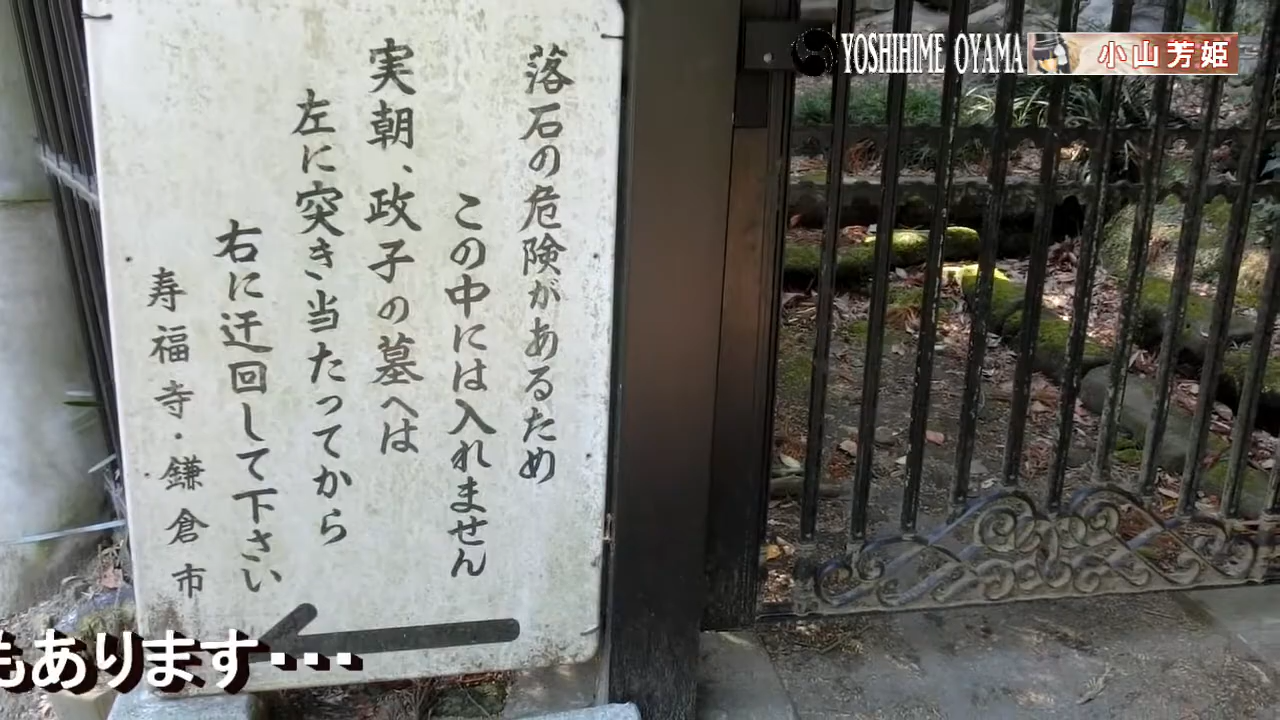 落石の危険があるため
この中には入れません
実朝、政子の墓へは
左に突き当たってから
右に迂回して下さい
寿福寺・鎌倉市
YOSHIHIME OYAMA
小山芳姫
もあります・・・